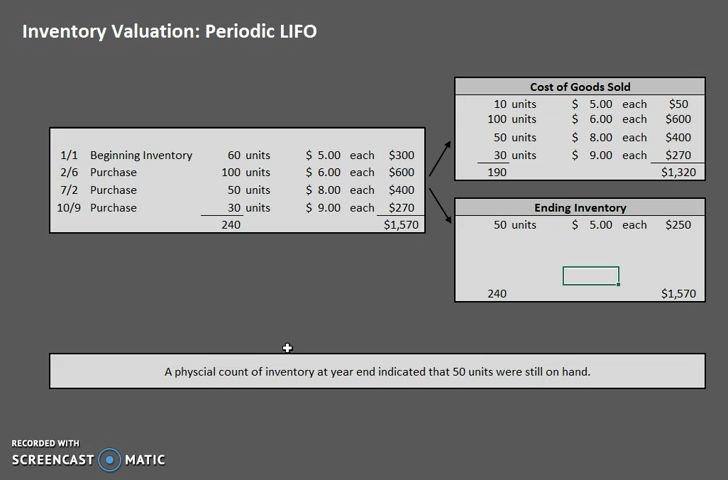 Inventory Valuation: Periodic LIFO
Cost of Goods Sold
10 units $ 5.00 each $50
100 units $ 6.00 each $600
50 units $ 8.00 each $400
30 units $ 9.00 each $270
190 $1,320
1/1 Beginning Inventory 60 units $ 5.00 each $300
2/6 Purchase 100 units $ 6.00 each $600
7/2 Purchase 50 units $ 8.00 each $400
10/9 Purchase 30 units $ 9.00 each $270
240 $1,570
Ending Inventory
50 units $ 5.00 each $250
240 $1,570
A physcial count of inventory at year end indicated that 50 units were still on hand.
RECORDED WITH
SCREENCAST MATIC